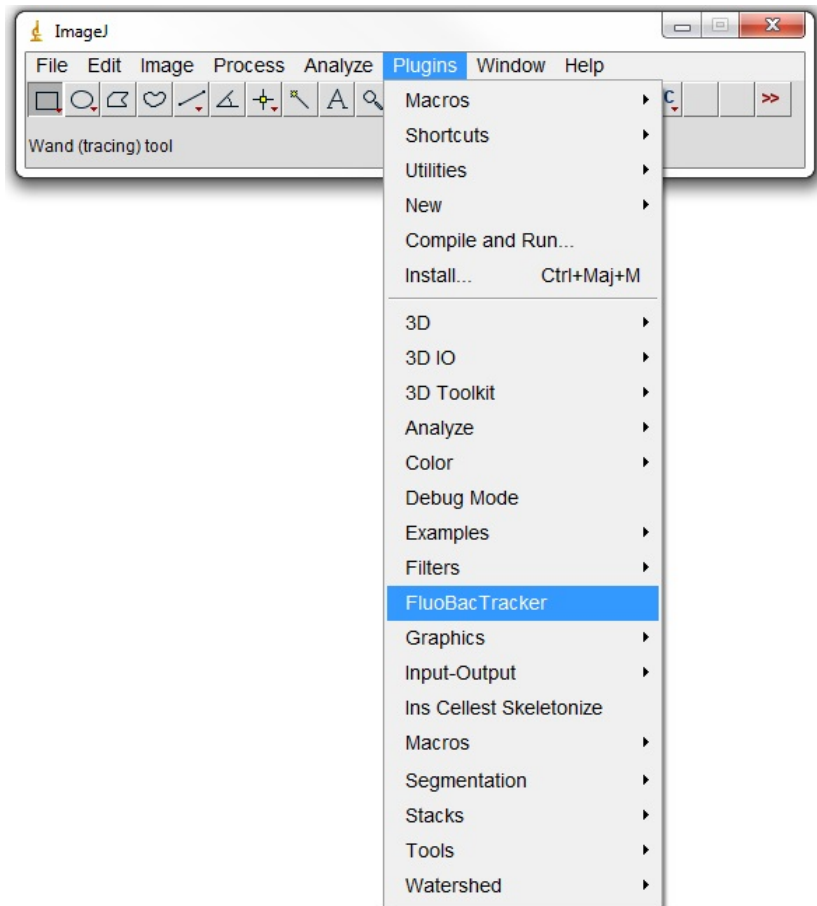 ImageJ
File Edit Image Process Analyze Plugins Window Help
A C >>
Wand (tracing) tool
Macros
Shortcuts
Utilities
New
Compile and Run...
Install... Ctrl+Maj+M
3D
3D IO
3D Toolkit
Analyze
Color
Debug Mode
Examples
Filters
FluoBacTracker
Graphics
Input-Output
Ins Cellest Skeletonize
Macros
Segmentation
Stacks
Tools
Watershed